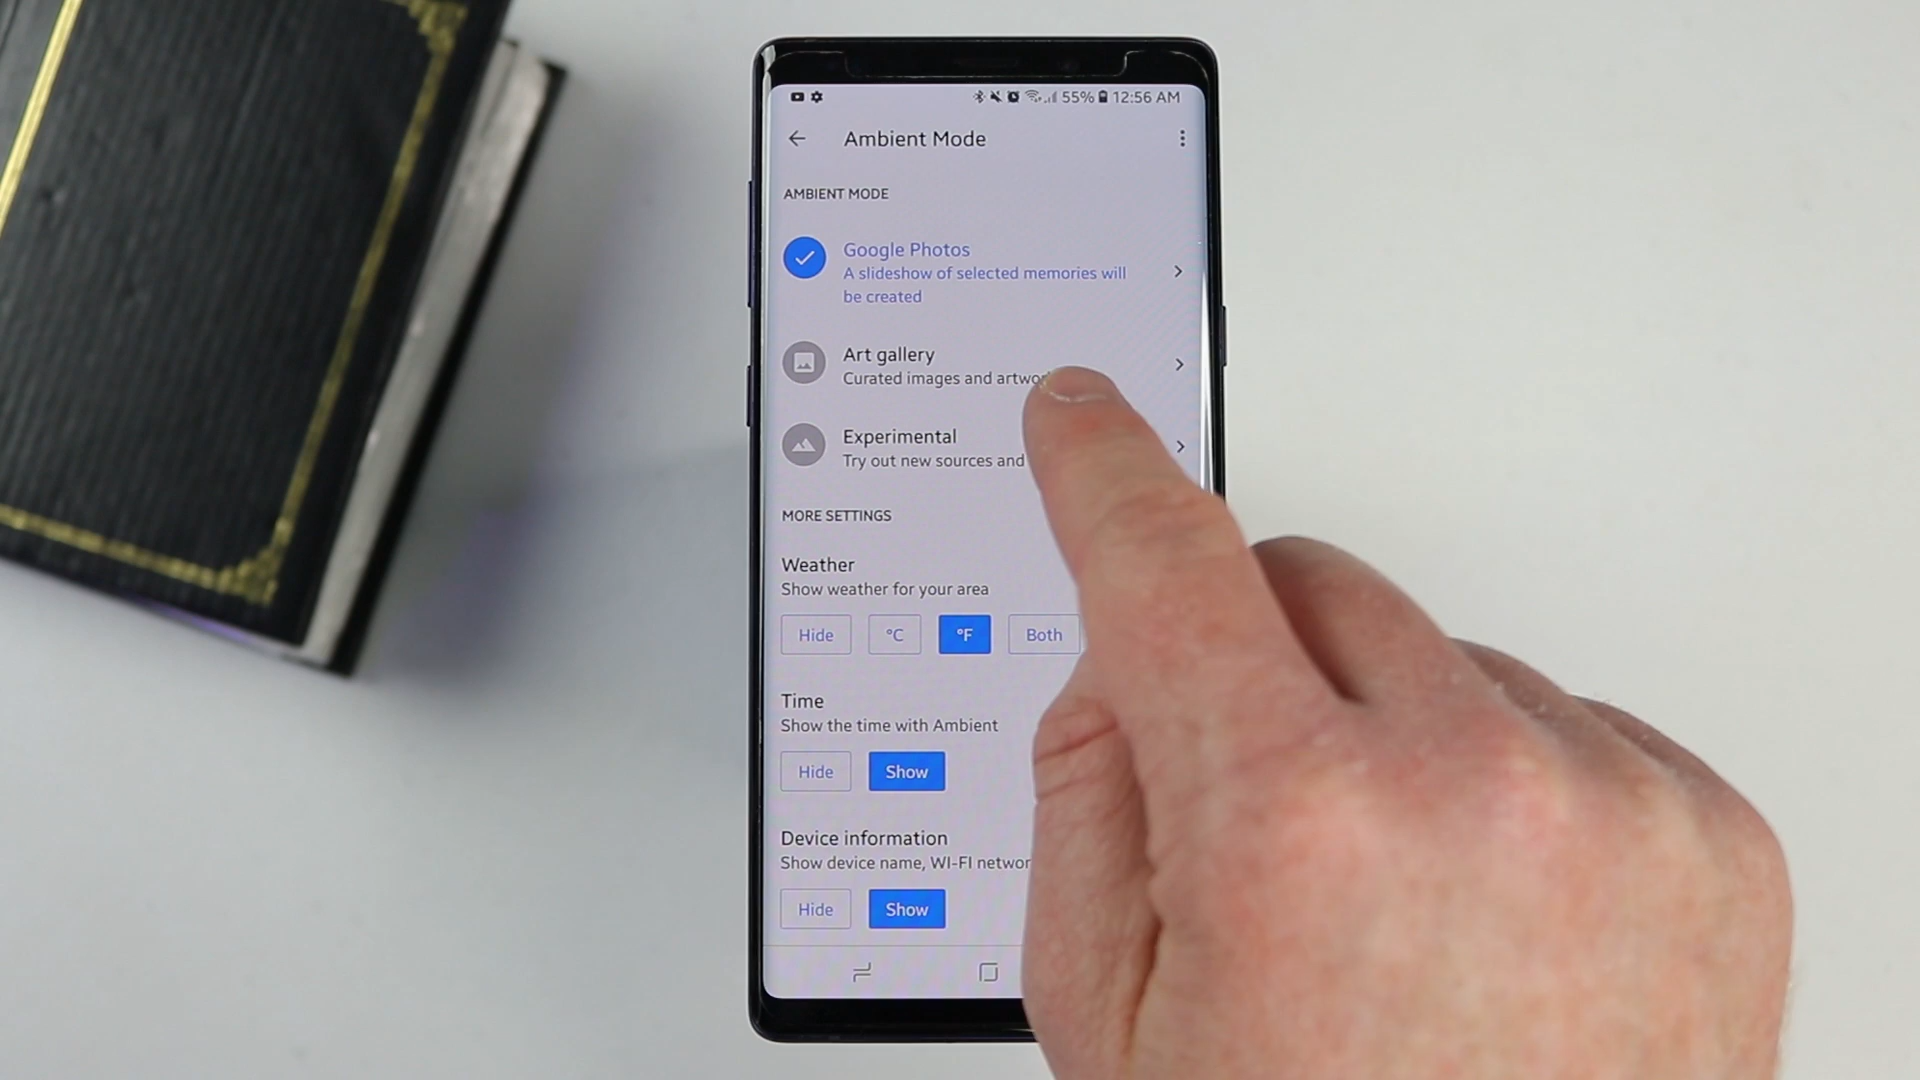 55% 12:56 AM
Ambient Mode
AMBIENT MODE
Google Photos
A slideshow of selected memories will
be created
Art gallery
Curated images and
Experimental
Try out new sources and
MORE SETTINGS
Weather
Show weather for your area
Hide °C °F Both
Time
Show the time with Ambient
Hide Show
Device information
Show device name, WI-FI
Hide Show